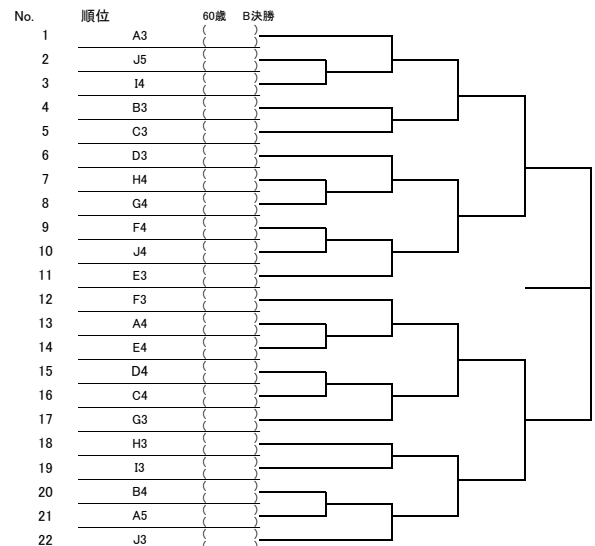 No. 順位 60歳 B決勝
1 A3 ( )
2 J5 ( )
3 I4 ( )
4 B3 ( )
5 C3 ( )
6 D3 ( )
7 H4 ( )
8 G4 ( )
9 F4 ( )
10 J4 ( )
11 E3 ( )
12 F3 ( )
13 A4 ( )
14 E4 ( )
15 D4 ( )
16 C4 ( )
17 G3 ( )
18 H3 ( )
19 I3 ( )
20 B4 ( )
21 A5 ( )
22 J3 ( )